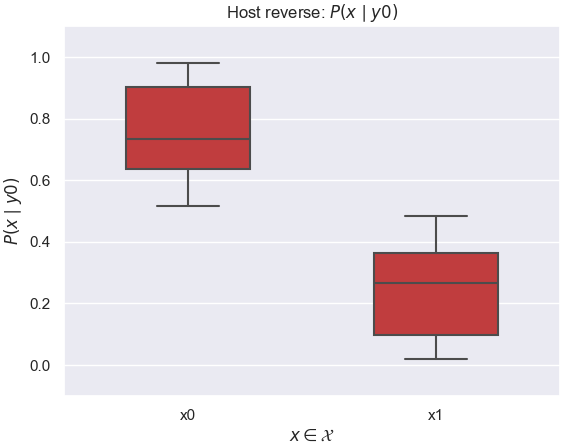 Host reverse: P(x | y0)
P(x | y0)
1.0
0.8
0.6
0.4
0.2
0.0
x0 x1
x ∈ 𝒳